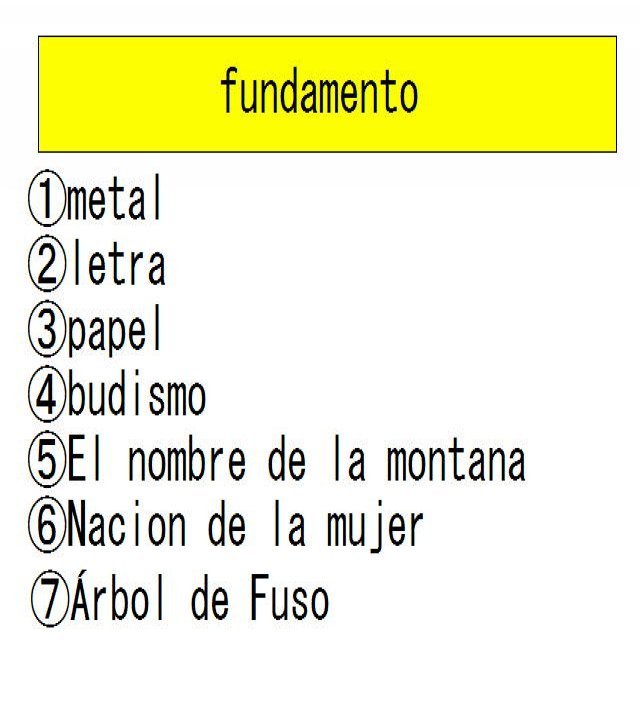 fundamento
①metal
②letra
③papel
④budismo
⑤El nombre de la montana
⑥Nacion de la mujer
⑦Árbol de Fuso